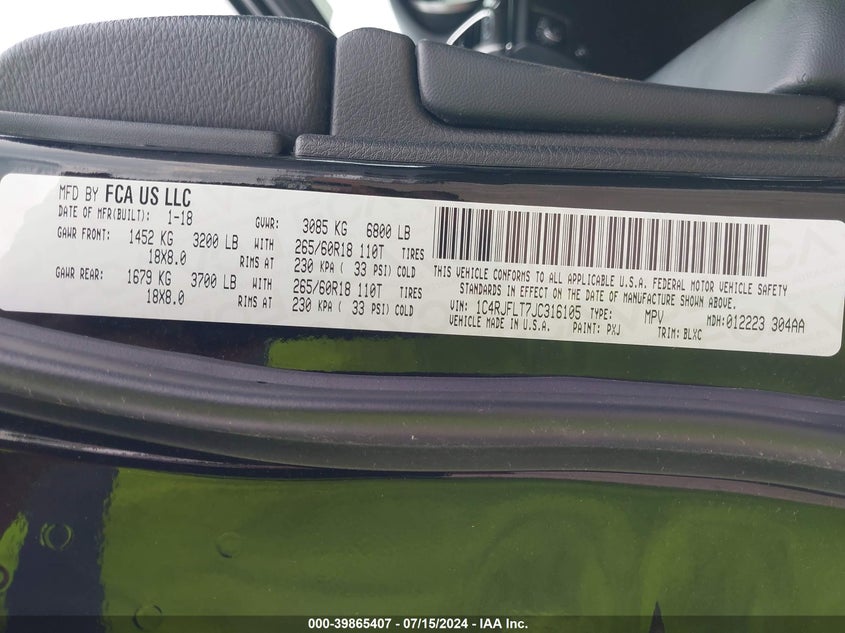 MFD BY FCA US LLC
DATE OF MFR(BUILT): 1-18 GVWR: 3085 KG 6800 LB
GAWR FRONT: 1452 KG 3200 LB WITH 265/60R18 110T TIRES
18X8.0 RIMS AT 230 KPA ( 33 PSI) COLD
GAWR REAR: 1679 KG 3700 LB WITH 265/60R18 110T TIRES
18X8.0 RIMS AT 230 KPA ( 33 PSI) COLD
THIS VEHICLE CONFORMS TO ALL APPLICABLE U.S.A. FEDERAL MOTOR VEHICLE SAFETY
STANDARDS IN EFFECT ON THE DATE OF MANUFACTURE SHOWN ABOVE.
VIN: 1C4RJFLT7JC316105 TYPE: MPV MDH:012223 304AA
VEHICLE MADE IN U.S.A. PAINT: PXJ TRIM: BLXC
000-39865407 - 07/15/2024 - IAA Inc.